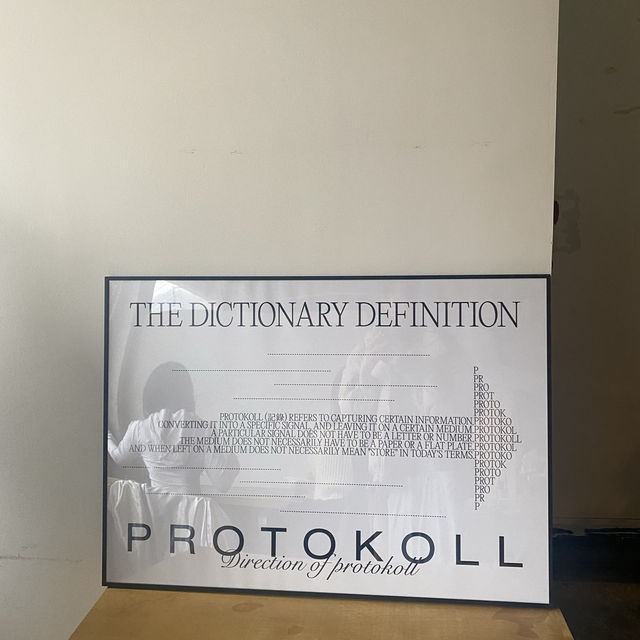 THE DICTIONARY DEFINITION
P
PR
PRO
PROT
PROTO
PROTOK
PROTOKOLL (記錄) REFERS TO CAPTURING CERTAIN INFORMATION, PROTOKO
CONVERTING IT INTO A SPECIFIC SIGNAL, AND LEAVING IT ON A CERTAIN MEDIUM. PROTOKOL
A PARTICULAR SIGNAL DOES NOT HAVE TO BE A LETTER OR NUMBER. PROTOKOLL
THE MEDIUM DOES NOT NECESSARILY HAVE TO BE A PAPER OR A FLAT PLATE PROTOKOL
AND WHEN LEFT ON A MEDIUM DOES NOT NECESSARILY MEAN "STORE" IN TODAY'S TERMS. PROTOKO
PROTOK
PROTO
PROT
PRO
PR
P
PROTOKOLL
Direction of protokoll